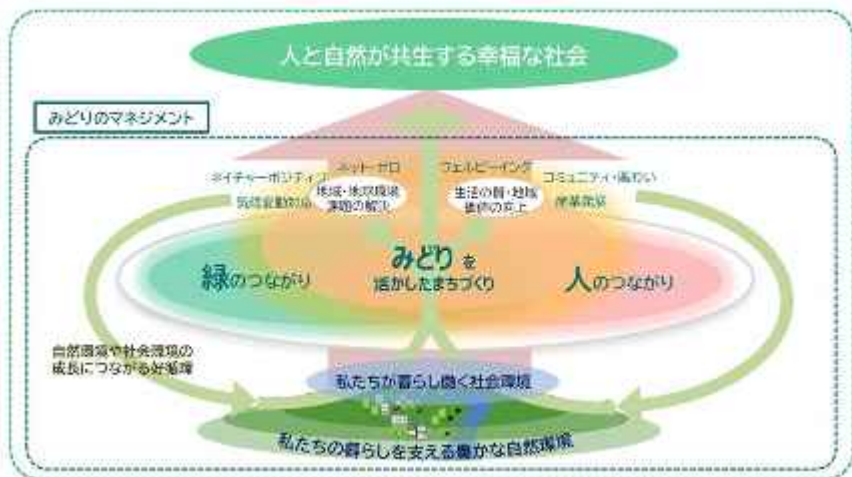 人と自然が共生する幸福な社会
みどりのマネジメント
ネイチャーポジティブ
ネット・ゼロ
ウェルビーイング
コミュニティ・賑わい
気候変動対応
地域・地球環境
課題の解決
生活の質・地域
価値の向上
産業発展
緑のつながり
みどりを
活かしたまちづくり
人のつながり
自然環境や社会環境の
成長につながる好循環
私たちが暮らし働く社会環境
私たちの暮らしを支える豊かな自然環境